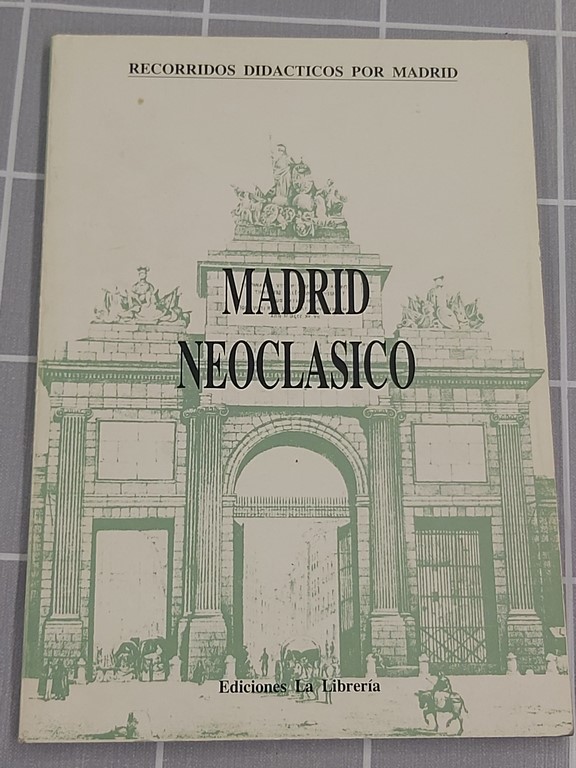 RECORRIDOS DIDACTICOS POR MADRID
MADRID
NEOCLASICO
Ediciones La Librería